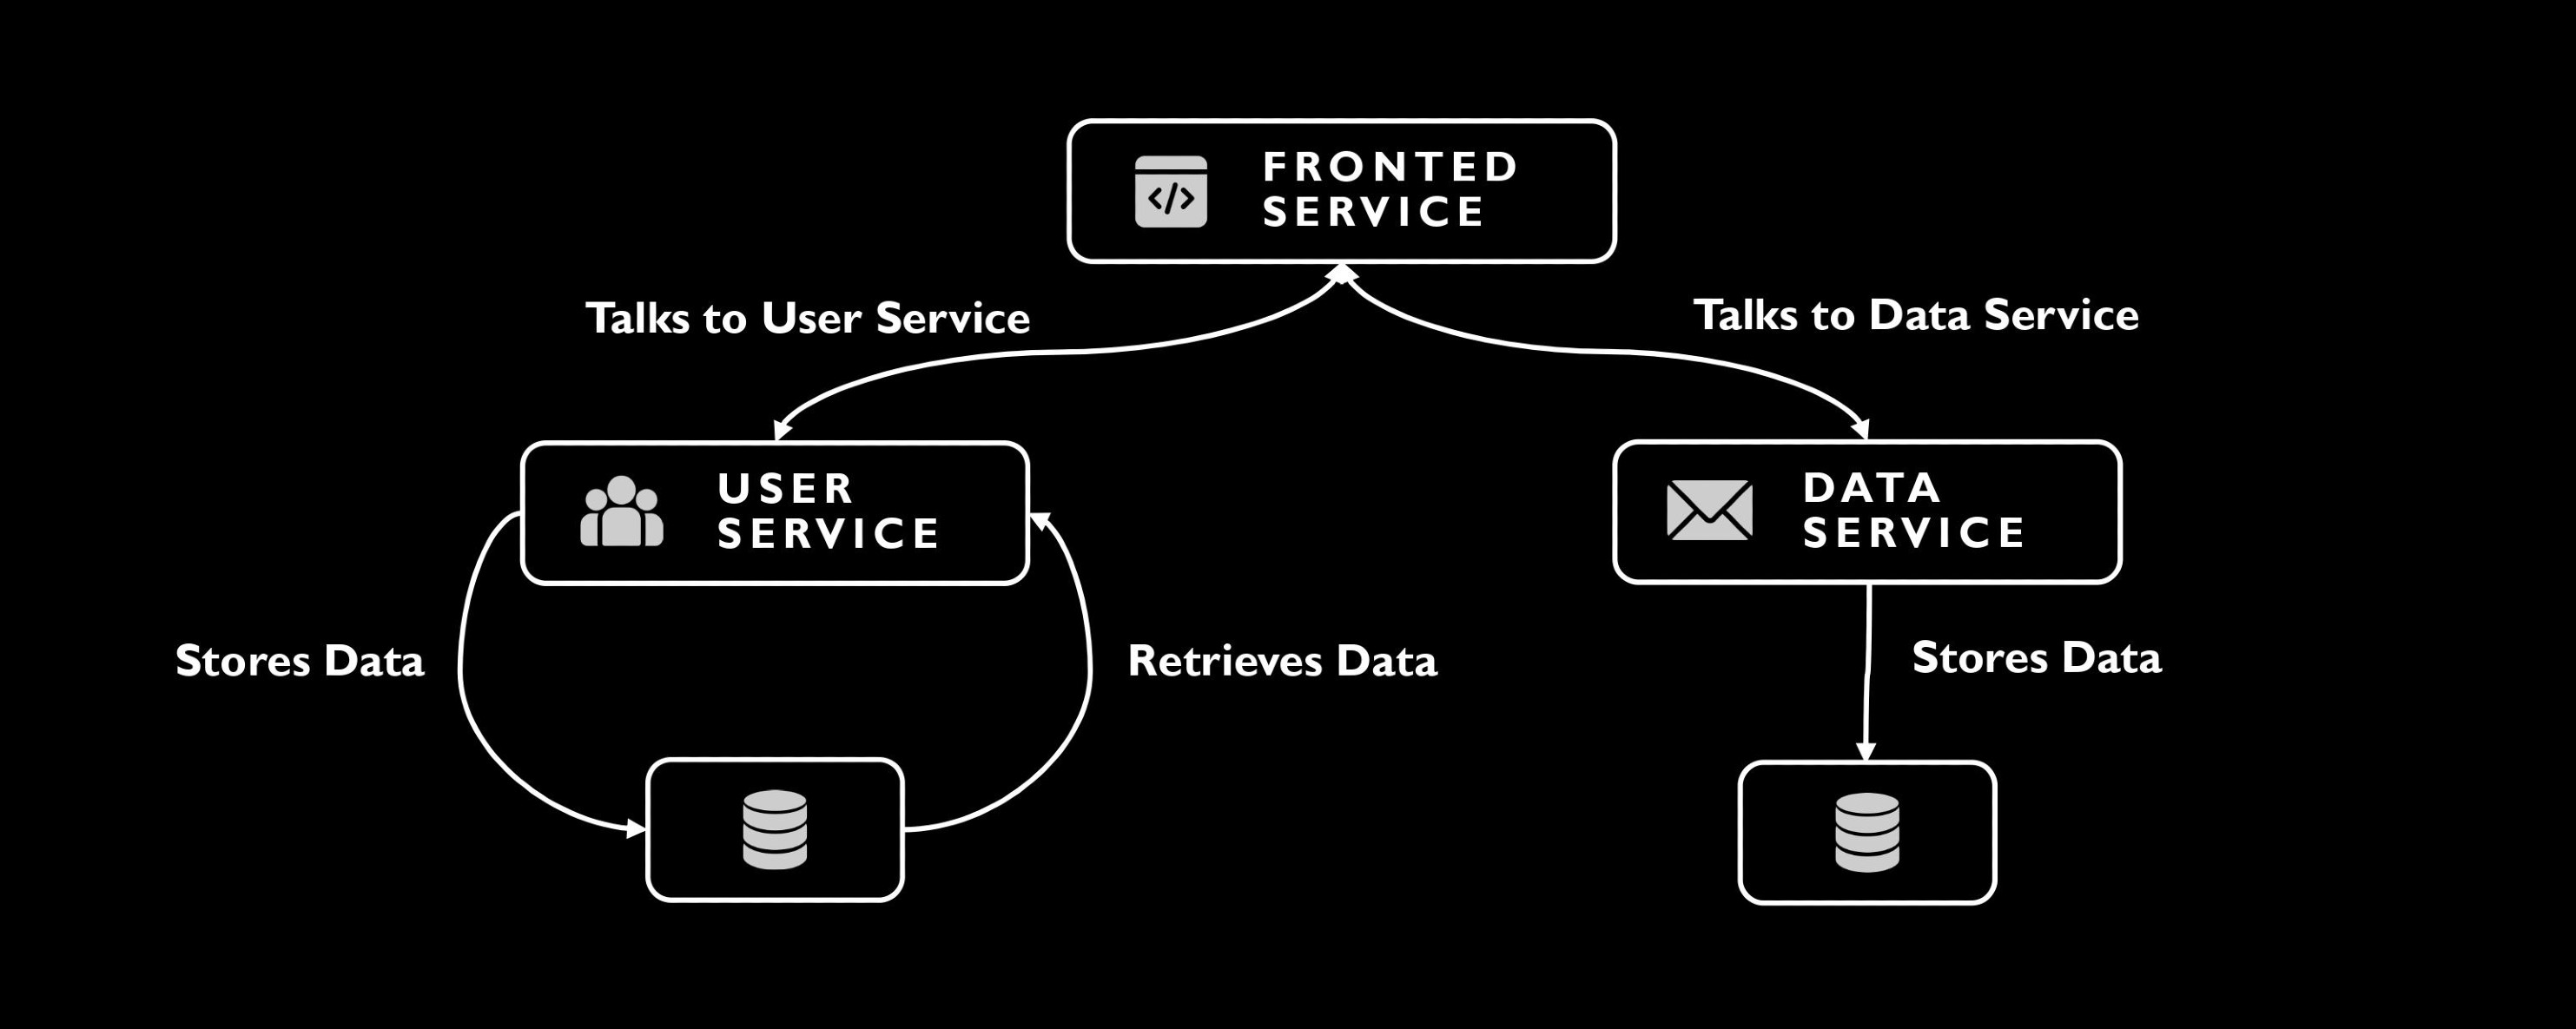 FRONTED
SERVICE
Talks to User Service
Talks to Data Service
USER
SERVICE
DATA
SERVICE
Stores Data
Retrieves Data
Stores Data